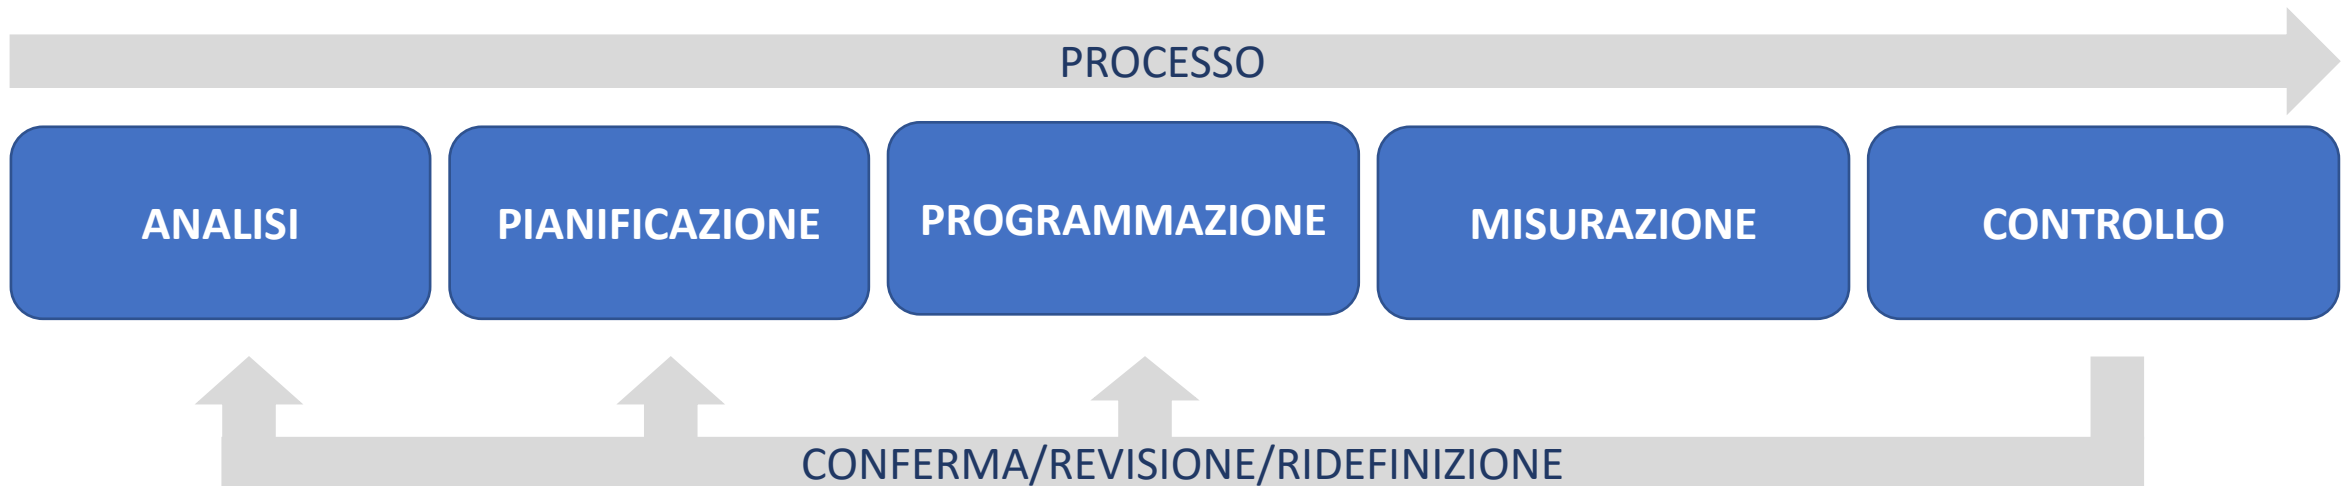 PROCESSO
ANALISI
PIANIFICAZIONE
PROGRAMMAZIONE
MISURAZIONE
CONTROLLO
CONFERMA/REVISIONE/RIDEFINIZIONE